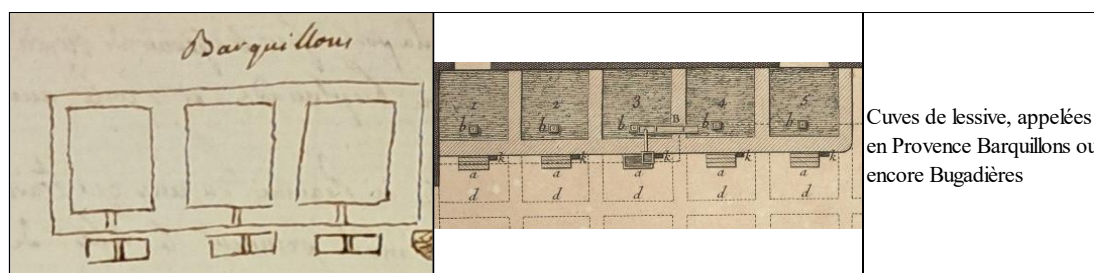 Barquillons
1 2 3 4 5
b b b B b b
k k k k k
a a a a a
d d d d d
Cuves de lessive, appelées
en Provence Barquillons ou
encore Bugadières